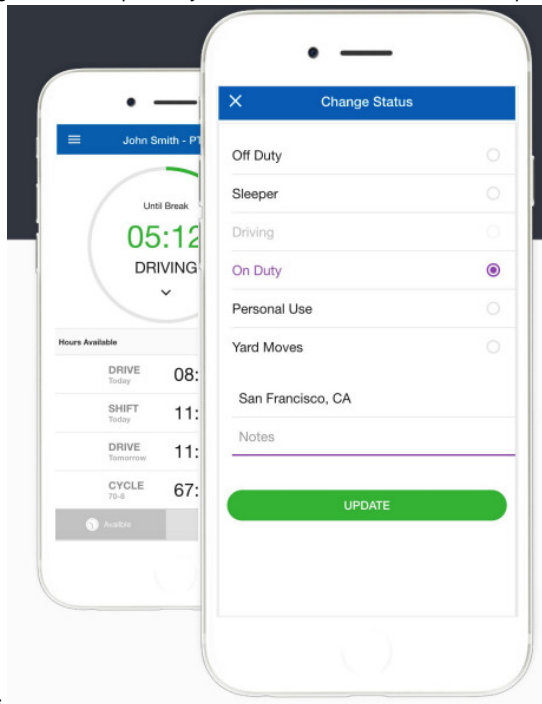 John Smith - PT
Until Break
05:12
DRIVING
Hours Available
DRIVE
Today
08:
SHIFT
Today
11:
DRIVE
Tomorrow
11:
CYCLE
70-8
67:
Avaible
Change Status
Off Duty
Sleeper
Driving
On Duty
Personal Use
Yard Moves
San Francisco, CA
Notes
UPDATE